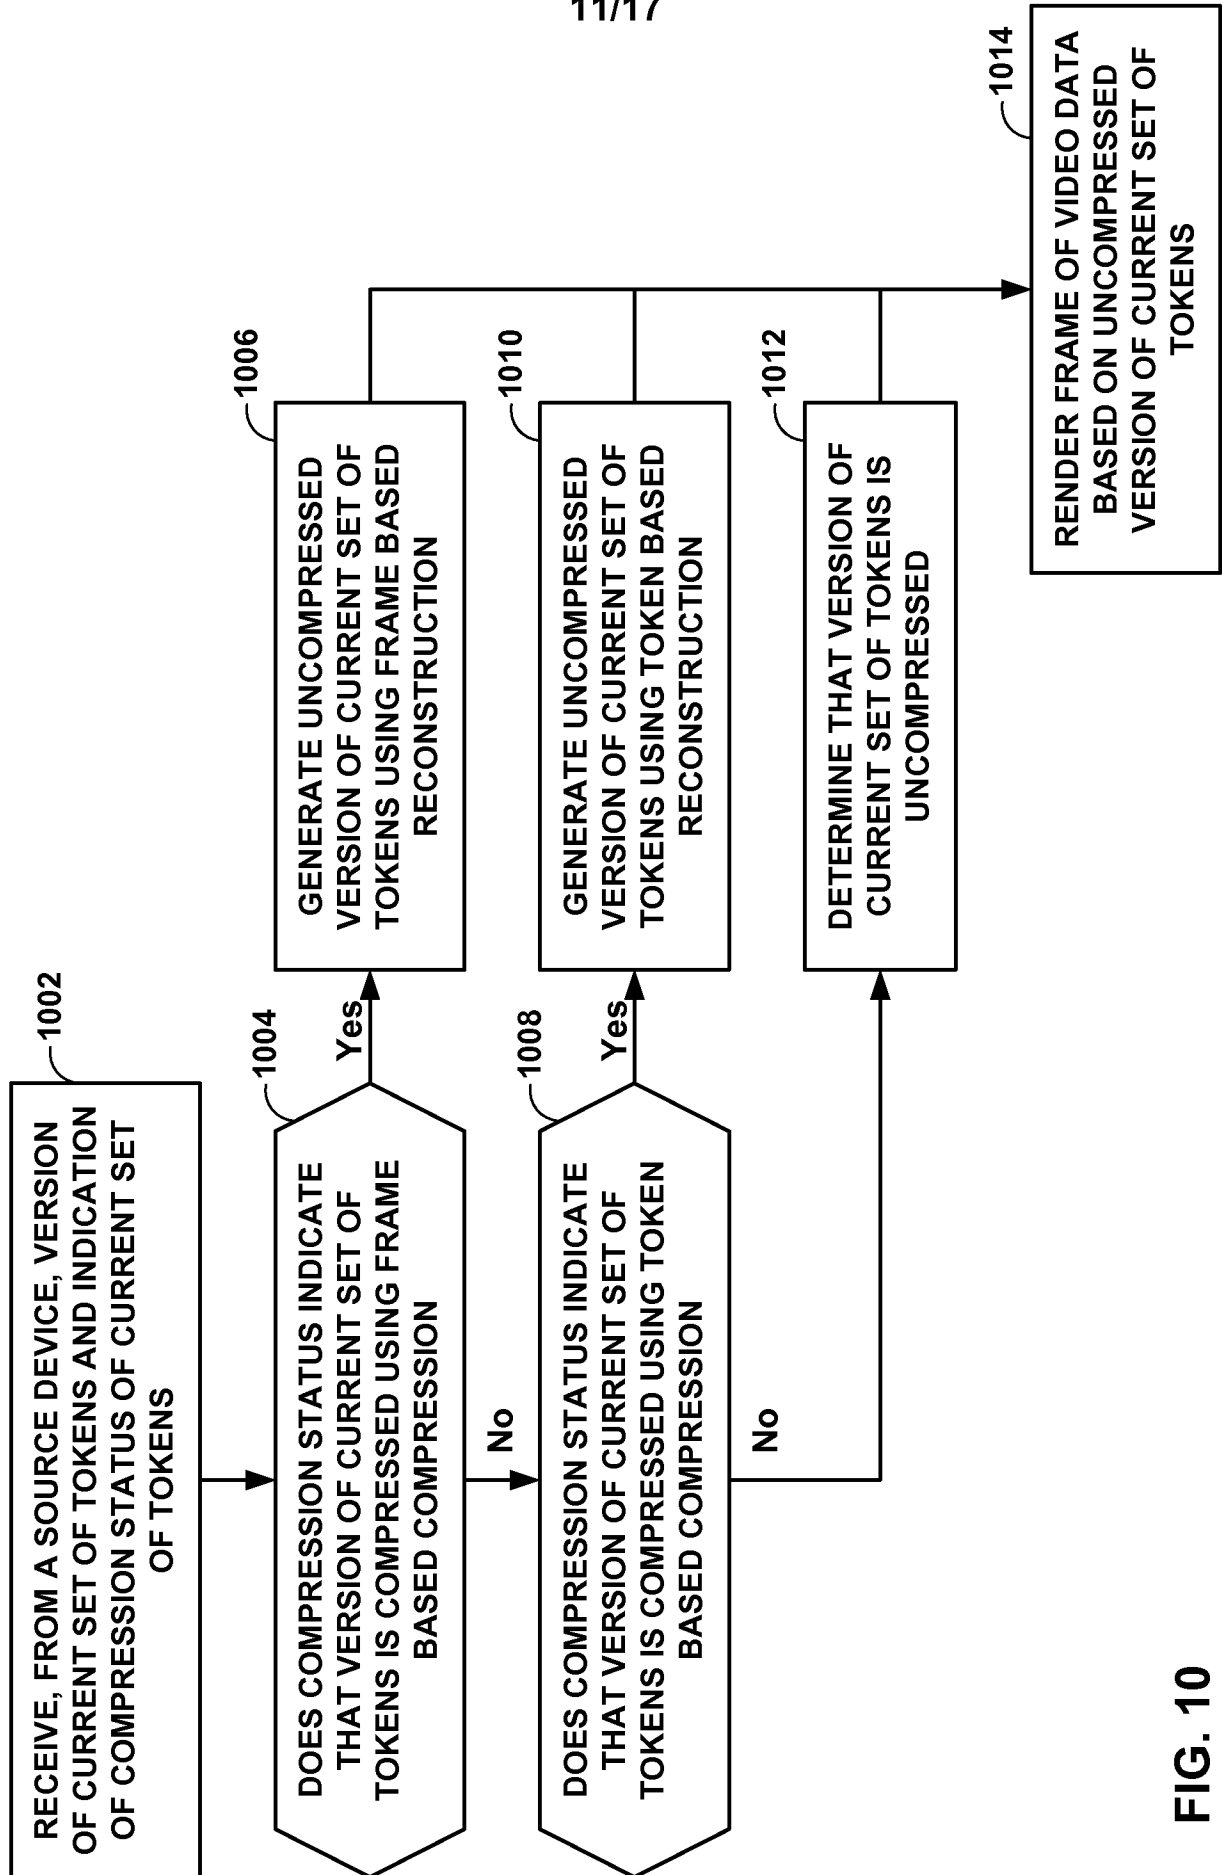 11/17
1002
RECEIVE, FROM A SOURCE DEVICE, VERSION
OF CURRENT SET OF TOKENS AND INDICATION
OF COMPRESSION STATUS OF CURRENT SET
OF TOKENS
1004
DOES COMPRESSION STATUS INDICATE
THAT VERSION OF CURRENT SET OF
TOKENS IS COMPRESSED USING FRAME
BASED COMPRESSION
Yes
1006
GENERATE UNCOMPRESSED
VERSION OF CURRENT SET OF
TOKENS USING FRAME BASED
RECONSTRUCTION
No
1008
DOES COMPRESSION STATUS INDICATE
THAT VERSION OF CURRENT SET OF
TOKENS IS COMPRESSED USING TOKEN
BASED COMPRESSION
Yes
1010
GENERATE UNCOMPRESSED
VERSION OF CURRENT SET OF
TOKENS USING TOKEN BASED
RECONSTRUCTION
No
1012
DETERMINE THAT VERSION OF
CURRENT SET OF TOKENS IS
UNCOMPRESSED
1014
RENDER FRAME OF VIDEO DATA
BASED ON UNCOMPRESSED
VERSION OF CURRENT SET OF
TOKENS
FIG. 10